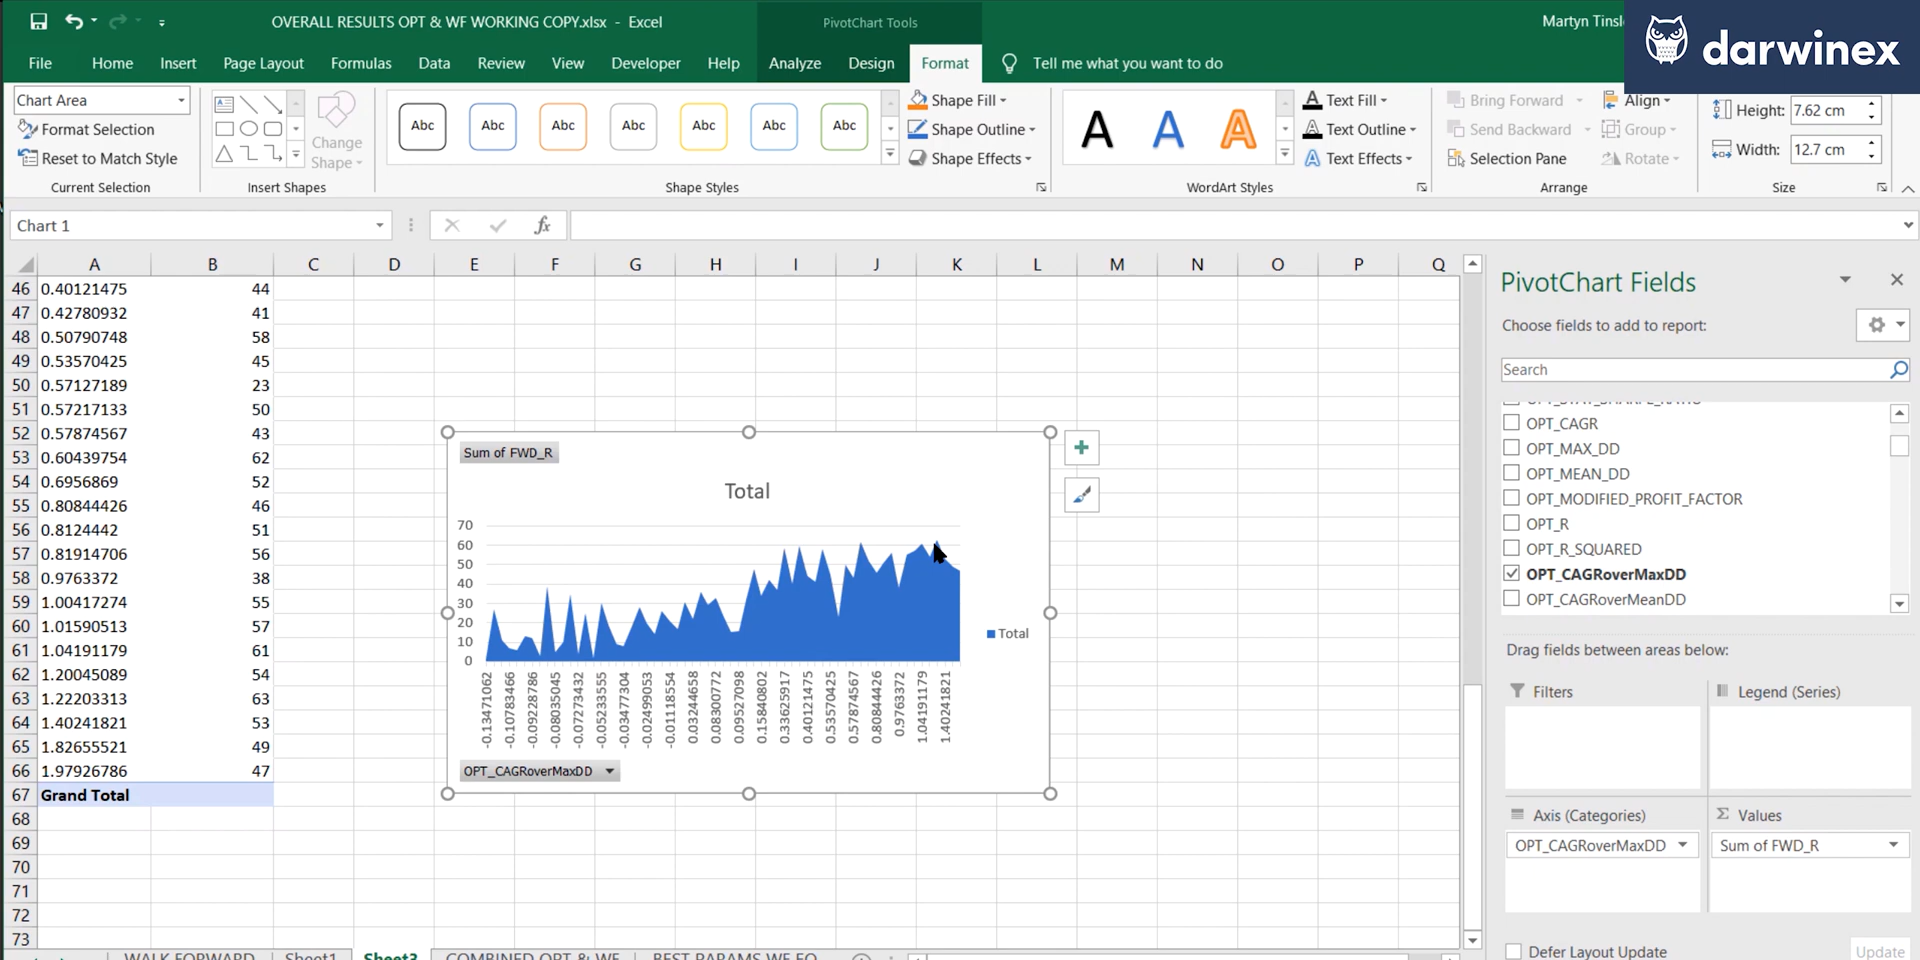 OVERALL RESULTS OPT & WF WORKING COPY.xlsx - Excel
PivotChart Tools
Martyn
darwinex
File Home Insert Page Layout Formulas Data Review View Developer Help Analyze Design Format Tell me what you want to do
Chart Area
Format Selection
Reset to Match Style
Current Selection
Change
Shape
Insert Shapes
Abc Abc Abc Abc Abc Abc Abc
Shape Styles
Shape Fill
Shape Outline
Shape Effects
A A A
WordArt Styles
Text Fill
Text Outline
Text Effects
Bring Forward
Send Backward
Selection Pane
Align
Group
Rotate
Arrange
Height: 7.62 cm
Width: 12.7 cm
Size
Chart 1
fx
A B C D E F G H I J K L M N O P Q
46 0.40121475 44
47 0.42780932 41
48 0.50790748 58
49 0.53570425 45
50 0.57127189 23
51 0.57217133 50
52 0.57874567 43
53 0.60439754 62
54 0.6956869 52
55 0.80844426 46
56 0.8124442 51
57 0.81914706 56
58 0.9763372 38
59 1.00417274 55
60 1.01590513 57
61 1.04191179 61
62 1.20045089 54
63 1.22203313 63
64 1.40241821 53
65 1.82655521 49
66 1.97926786 47
67 Grand Total
68
69
70
71
72
73
Sum of FWD_R
Total
70
60
50
40
30
20
10
0
-0.13471062
-0.10783466
-0.09228786
-0.08035045
-0.07273432
-0.05233555
-0.03477304
-0.02499053
-0.01118554
0.03244658
0.08300772
0.09527098
0.15840802
0.33625917
0.40121475
0.53570425
0.57874567
0.80844426
0.9763372
1.04191179
1.40241821
Total
OPT_CAGRoverMaxDD
PivotChart Fields
Choose fields to add to report:
Search
OPT_CAGR
OPT_MAX_DD
OPT_MEAN_DD
OPT_MODIFIED_PROFIT_FACTOR
OPT_R
OPT_R_SQUARED
OPT_CAGRoverMaxDD
OPT_CAGRoverMeanDD
Drag fields between areas below:
Filters
Legend (Series)
Axis (Categories)
Σ Values
OPT_CAGRoverMaxDD
Sum of FWD_R
Defer Layout Update
Update
WALK FORWARD Sheet1 Sheet3 COMBINED OPT & WF BEST PARAMS WF